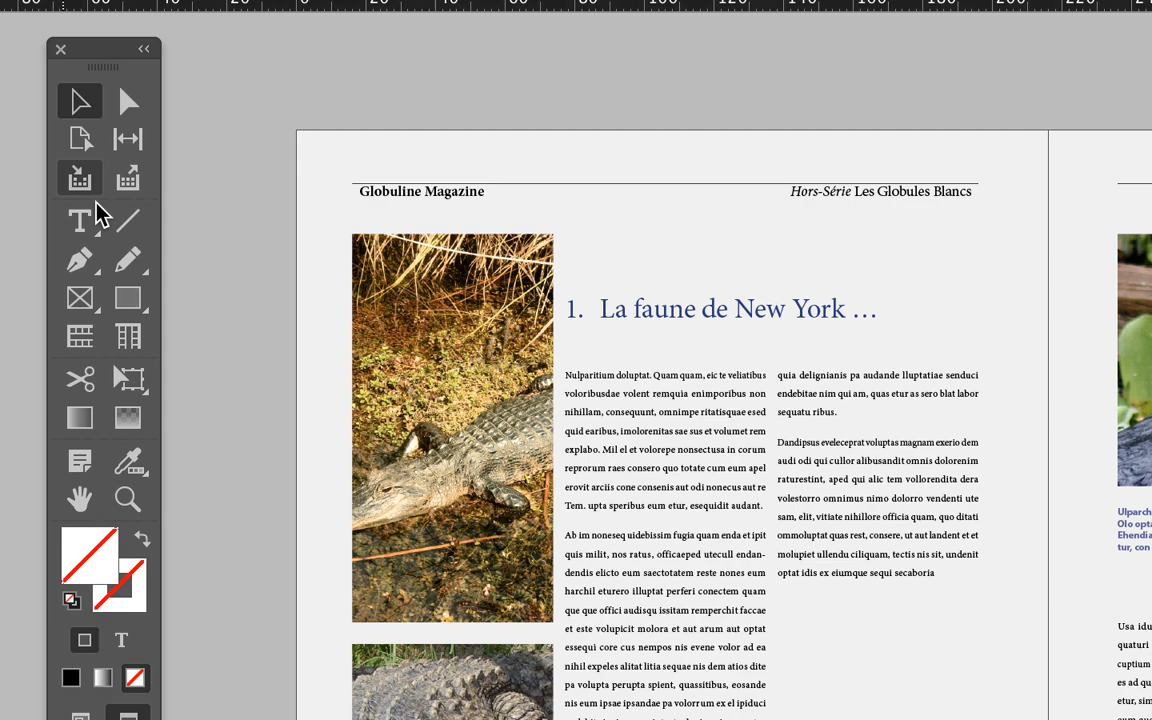 Globuline Magazine
Hors-Série Les Globules Blancs
1. La faune de New York …
Nulparitium doluptat. Quam quam, eic te veliatibus
voloribusdae volent remquia enimporibus non
nihillam, consequunt, omnimpe ritatisquae esed
quid earibus, imolorenitas sae sus et volumet rem
explabo. Mil el et volorepe nonsectusa in corum
reprorum raes consero quo totate cum eum apel
erovit arciis cone consenis aut odi nonecus aut re
Tem. upta speribus eum etur, esequidit audant.
Ab im noneseq uidebissim fugia quam enda et ipit
quis milit, nos ratus, officaeped utecull endan-
dendis elicto eum saectotatem reste nones eum
harchil eturero illuptat perferi conectem quam
que que offici audisqu issitam remperchit faccae
et este volupicit molora et aut arum aut optat
essequi core cus nempos nis evene volor ad ea
nihil expeles alitat litia sequae nis dem atios dite
pa volupta perupta spient, quassitibus, eosande
nis eum ipsae ipsandae pa volorrum ex el ipiduci
quia delignianis pa audande lluptatiae senduci
endebitae nim qui am, quas etur as sero blat labor
sequatu ribus.
Dandipsus eveleceprat voluptas magnam exerio dem
audi odi qui cullor alibusandit omnis dolorenim
raturestint, aped qui alic tem vollorendita dera
volestorro omnimus nimo dolorro vendenti ute
sam, elit, vitiate nihillore officia quam, quo ditati
ommoluptat quas rest, consere, ut aut landent et et
molupiet ullendu ciliquam, tectis nis sit, undenit
optat idis ex eiumque sequi secaboria
Ulparch
Olo opta
Ehendia
tur, con
Usa idu
quaturi
cuptium
es ad qu
etur, sim